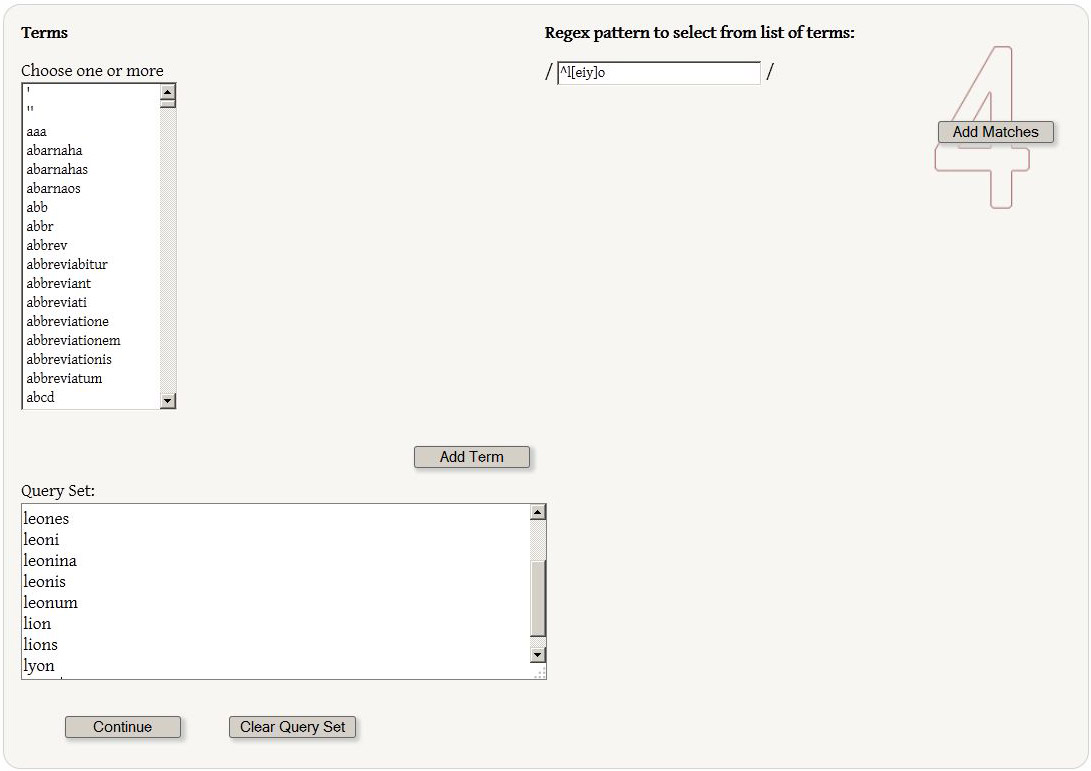 Terms
Regex pattern to select from list of terms:
Choose one or more
/ ^l[eiy]o /
4
Add Matches
'
"
aaa
abarnaha
abarnahas
abarnaos
abb
abbr
abbrev
abbreviabitur
abbreviant
abbreviati
abbreviatione
abbreviationem
abbreviationis
abbreviatum
abcd
Add Term
Query Set:
leones
leoni
leonina
leonis
leonum
lion
lions
lyon
Continue
Clear Query Set